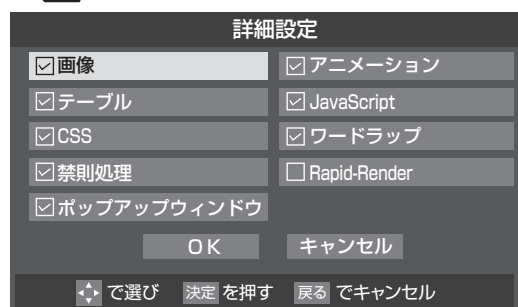 詳細設定
画像 アニメーション
テーブル JavaScript
CSS ワードラップ
禁則処理 Rapid-Render
ポップアップウィンドウ
OK キャンセル
で選び 決定 を押す 戻る でキャンセル